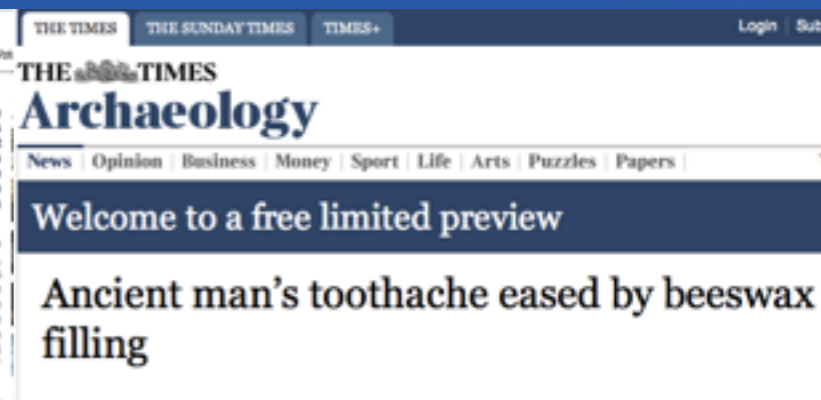 THE TIMES THE SUNDAY TIMES TIMES+ Login
THE TIMES
Archaeology
News Opinion Business Money Sport Life Arts Puzzles Papers
Welcome to a free limited preview
Ancient man's toothache eased by beeswax
filling